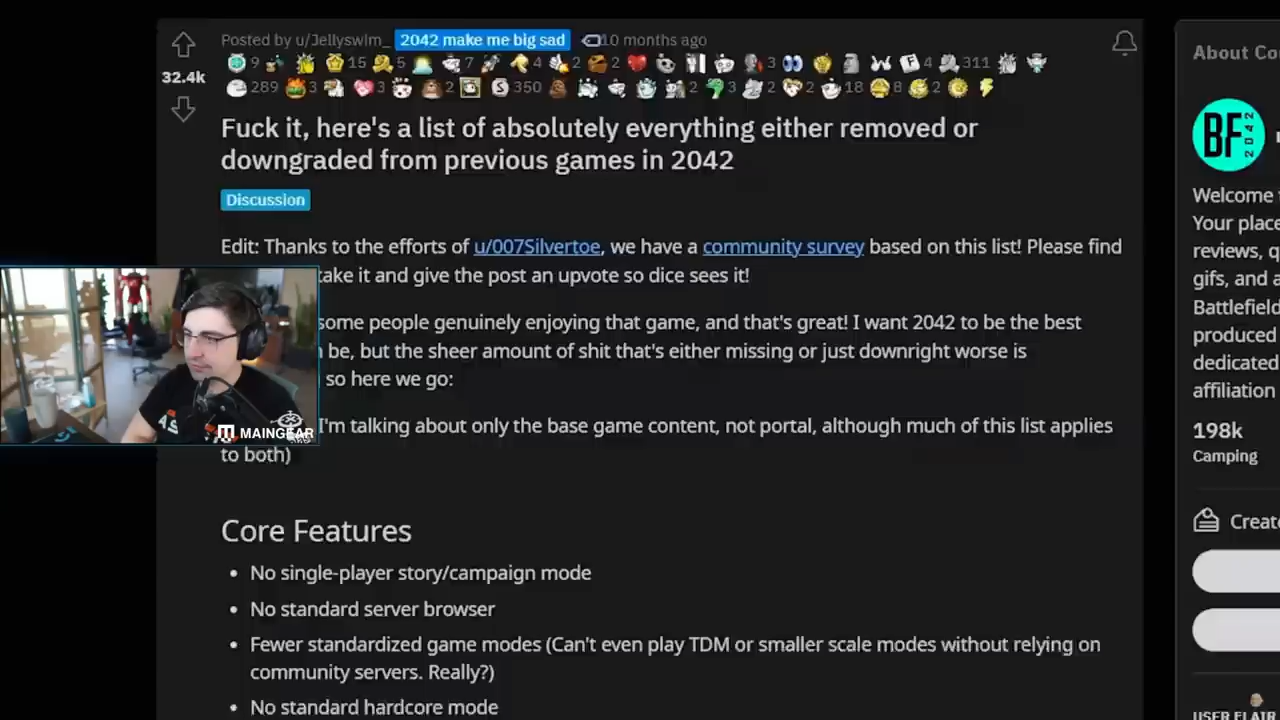 Posted by u/Jellyswim_ 2042 make me big sad 10 months ago
9 15 5 7 4 2 2 3 4 311
32.4k
289 3 3 2 350 2 3 2 2 18 8 2
Fuck it, here's a list of absolutely everything either removed or
downgraded from previous games in 2042
Discussion
Edit: Thanks to the efforts of u/007Silvertoe, we have a community survey based on this list! Please find
take it and give the post an upvote so dice sees it!
some people genuinely enjoying that game, and that's great! I want 2042 to be the best
be, but the sheer amount of shit that's either missing or just downright worse is
so here we go:
I'm talking about only the base game content, not portal, although much of this list applies
to both)
MAINGEAR
Core Features
• No single-player story/campaign mode
• No standard server browser
• Fewer standardized game modes (Can't even play TDM or smaller scale modes without relying on
community servers. Really?)
• No standard hardcore mode
About Co
BF 2042
Welcome
Your place
reviews, q
gifs, and a
Battlefield
produced
dedicated
affiliation
198k
Camping
Create
USER FLAIR